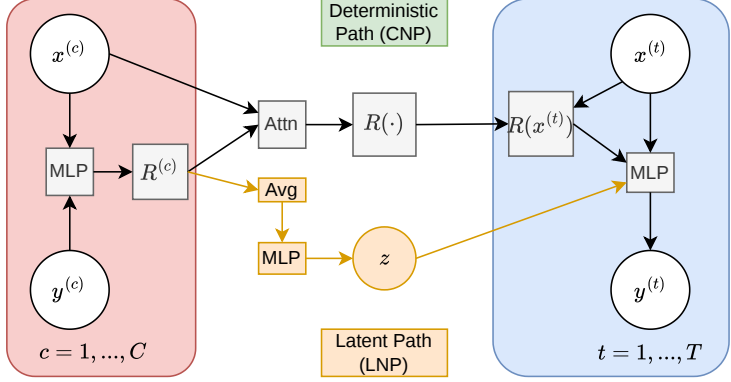 Deterministic
Path (CNP)
x^{(c)}
x^{(t)}
Attn
R(·)
R(x^{(t)})
MLP
R^{(c)}
MLP
Avg
MLP
z
y^{(c)}
y^{(t)}
Latent Path
(LNP)
c = 1, ..., C
t = 1, ..., T